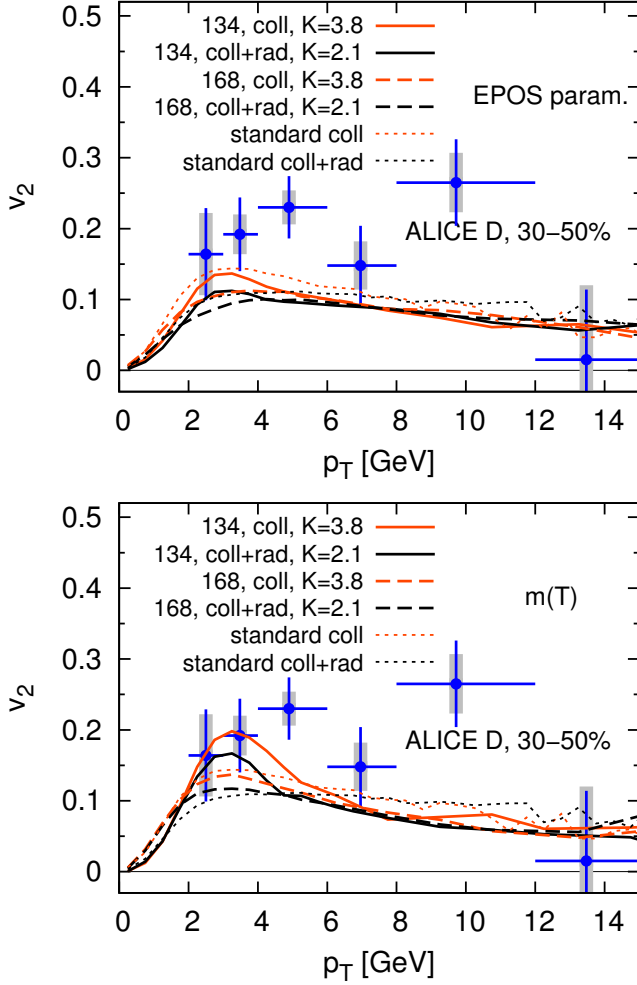 0.5
134, coll, K=3.8
134, coll+rad, K=2.1
0.4
168, coll, K=3.8
168, coll+rad, K=2.1
EPOS param.
standard coll
0.3
standard coll+rad
v2
0.2
ALICE D, 30−50%
0.1
0
0 2 4 6 8 10 12 14
pT [GeV]
0.5
134, coll, K=3.8
134, coll+rad, K=2.1
0.4
168, coll, K=3.8
m(T)
168, coll+rad, K=2.1
standard coll
0.3
standard coll+rad
v2
0.2
ALICE D, 30−50%
0.1
0
0 2 4 6 8 10 12 14
pT [GeV]